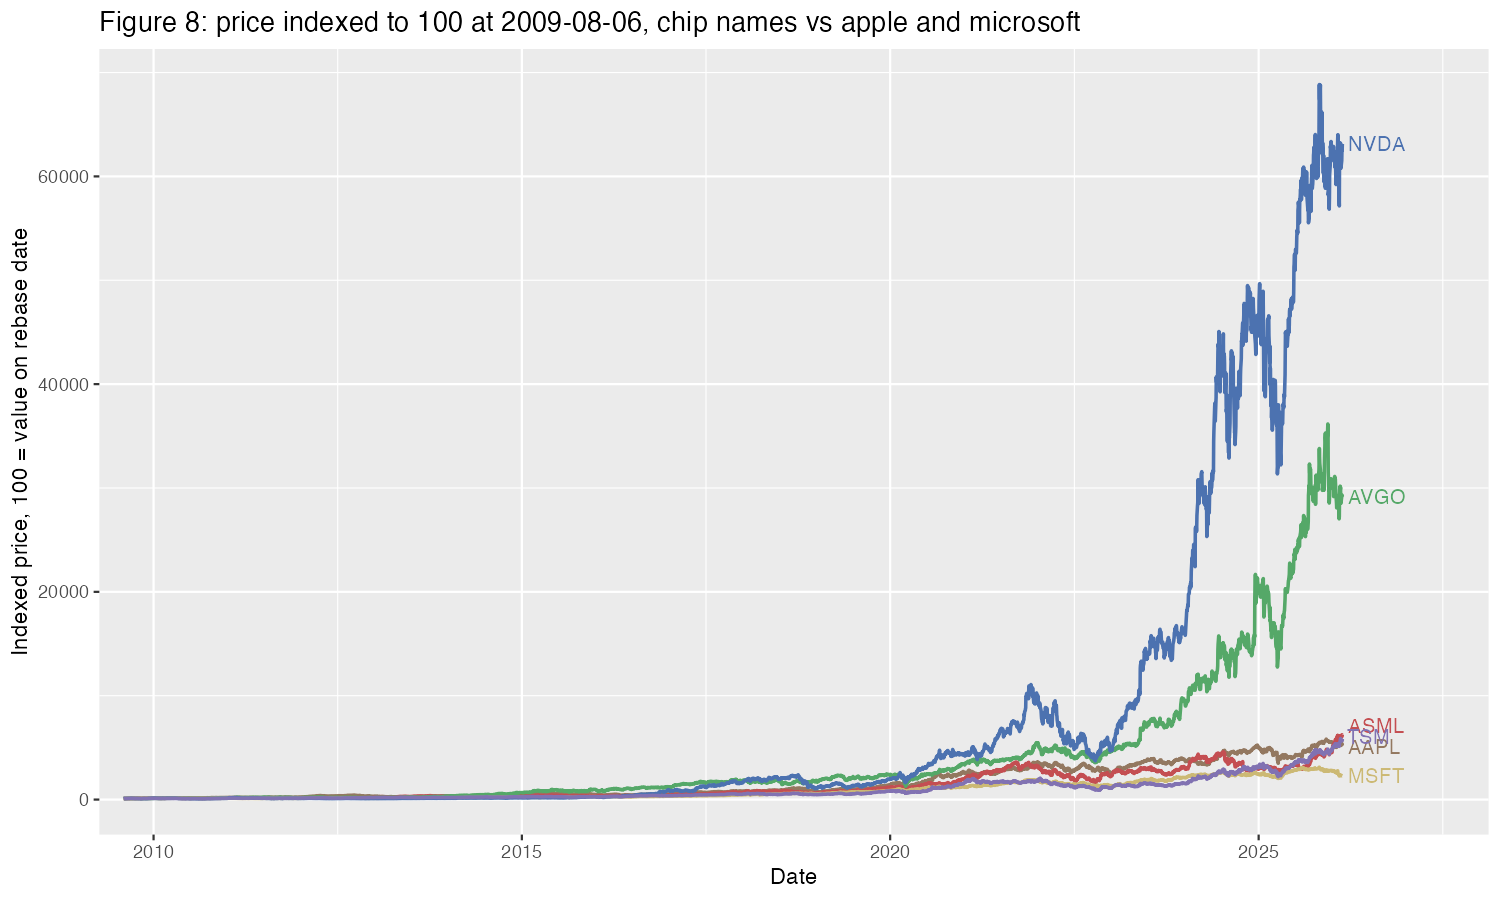 Figure 8: price indexed to 100 at 2009-08-06, chip names vs apple and microsoft
Indexed price, 100 = value on rebase date
60000
40000
20000
0
NVDA
AVGO
ASML
TSM
AAPL
MSFT
2010
2015
2020
2025
Date